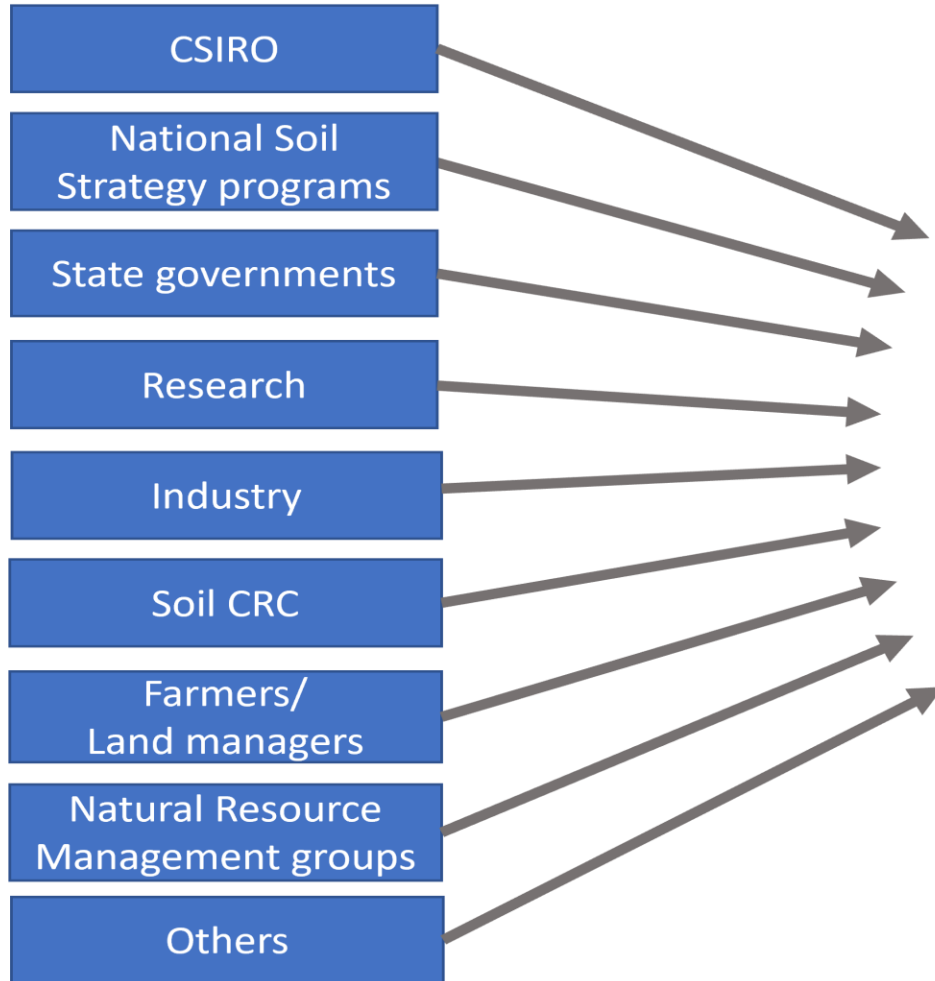 CSIRO
National Soil
Strategy programs
State governments
Research
Industry
Soil CRC
Farmers/
Land managers
Natural Resource
Management groups
Others